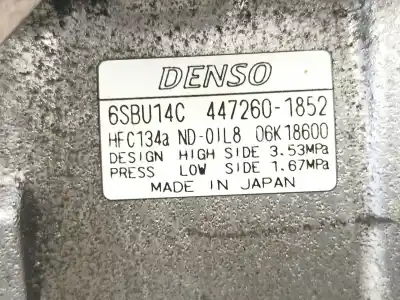 DENSO
6SBU14C 447260-1852
HFC134a ND-OIL8 06K18600
DESIGN HIGH SIDE 3.53MPa
PRESS LOW SIDE 1.67MPa
MADE IN JAPAN